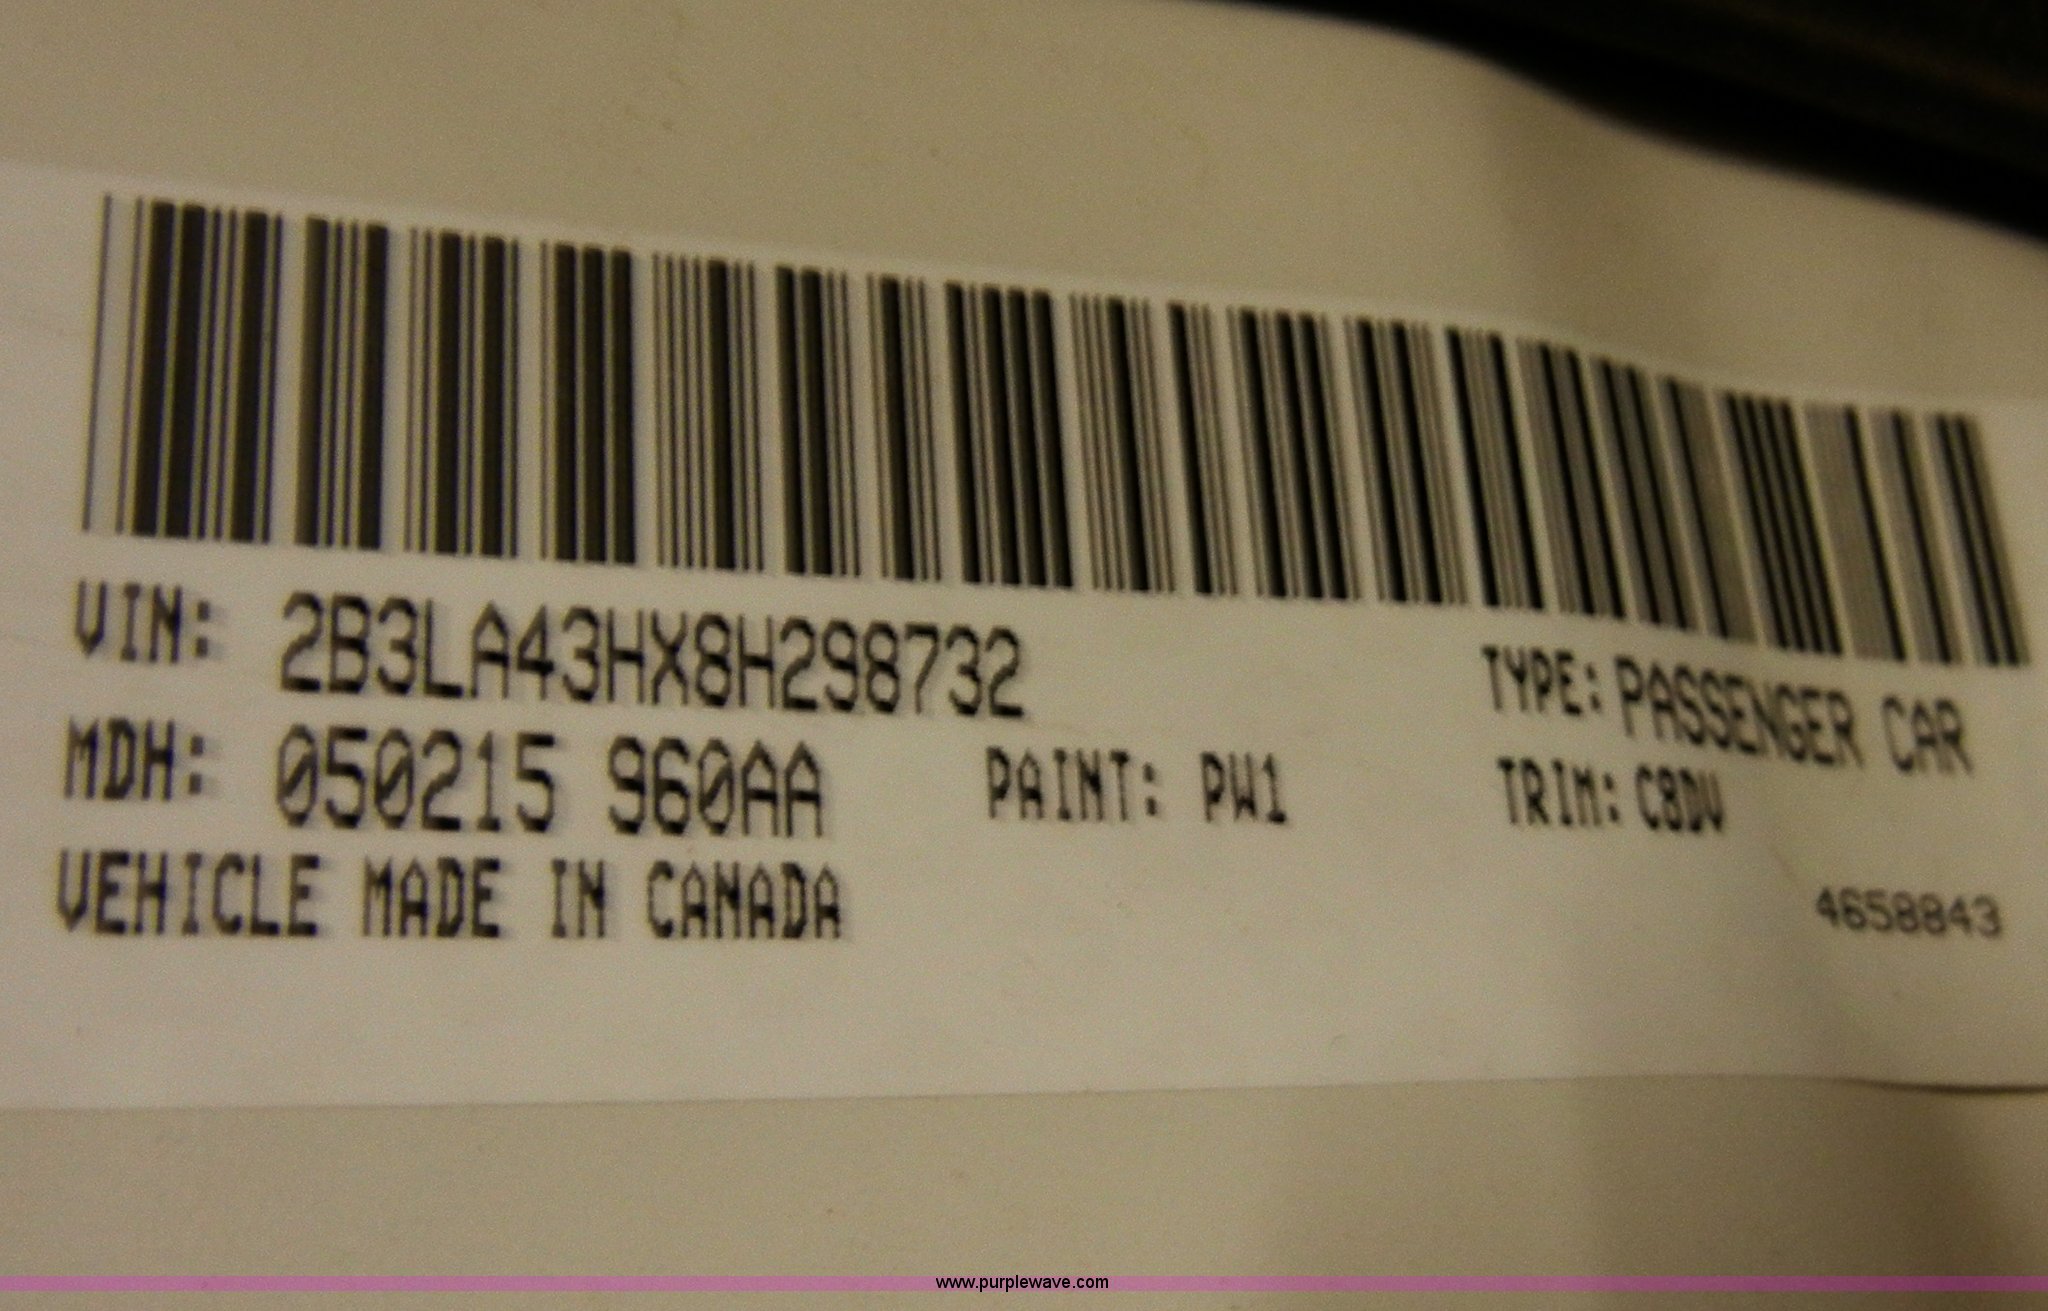 VIN: 2B3LA43HX8H298732
TYPE: PASSENGER CAR
MDH: 050215 960AA PAINT: PW1 TRIM: C8DV
VEHICLE MADE IN CANADA
4658843
www.purplewave.com